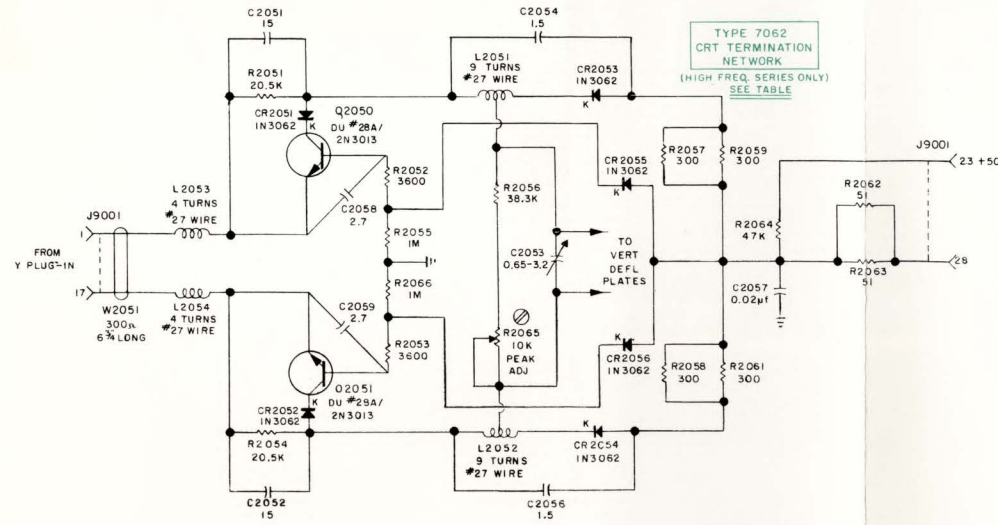 C2051
15
C2054
1.5
TYPE 7062
CRT TERMINATION
NETWORK
(HIGH FREQ. SERIES ONLY)
SEE TABLE
L2051
9 TURNS
#27 WIRE
CR2053
1N3062
K
R2051
20.5K
CR2051
1N3062
K
Q2050
DU #28A/
2N3013
R2052
3600
C2058
2.7
L2053
4 TURNS
#27 WIRE
J9001
1
FROM
Y PLUG-IN
17
W2051
300Ω
6 3/4" LONG
L2054
4 TURNS
#27 WIRE
R2055
1M
R2066
1M
C2059
2.7
R2053
3600
R2056
38.3K
C2053
0.65-3.2
TO
VERT
DEFL
PLATES
R2065
10K
PEAK
ADJ
CR2055
1N3062
K
K
CR2056
1N3062
R2057
300
R2059
300
R2058
300
R2061
300
R2064
47K
R2062
51
R2063
51
J9001
23 +50
28
C2057
0.02µf
Q2051
DU #28A/
2N3013
CR2052
1N3062
K
R2054
20.5K
C2052
15
L2052
9 TURNS
#27 WIRE
K
CR2054
1N3062
C2056
1.5